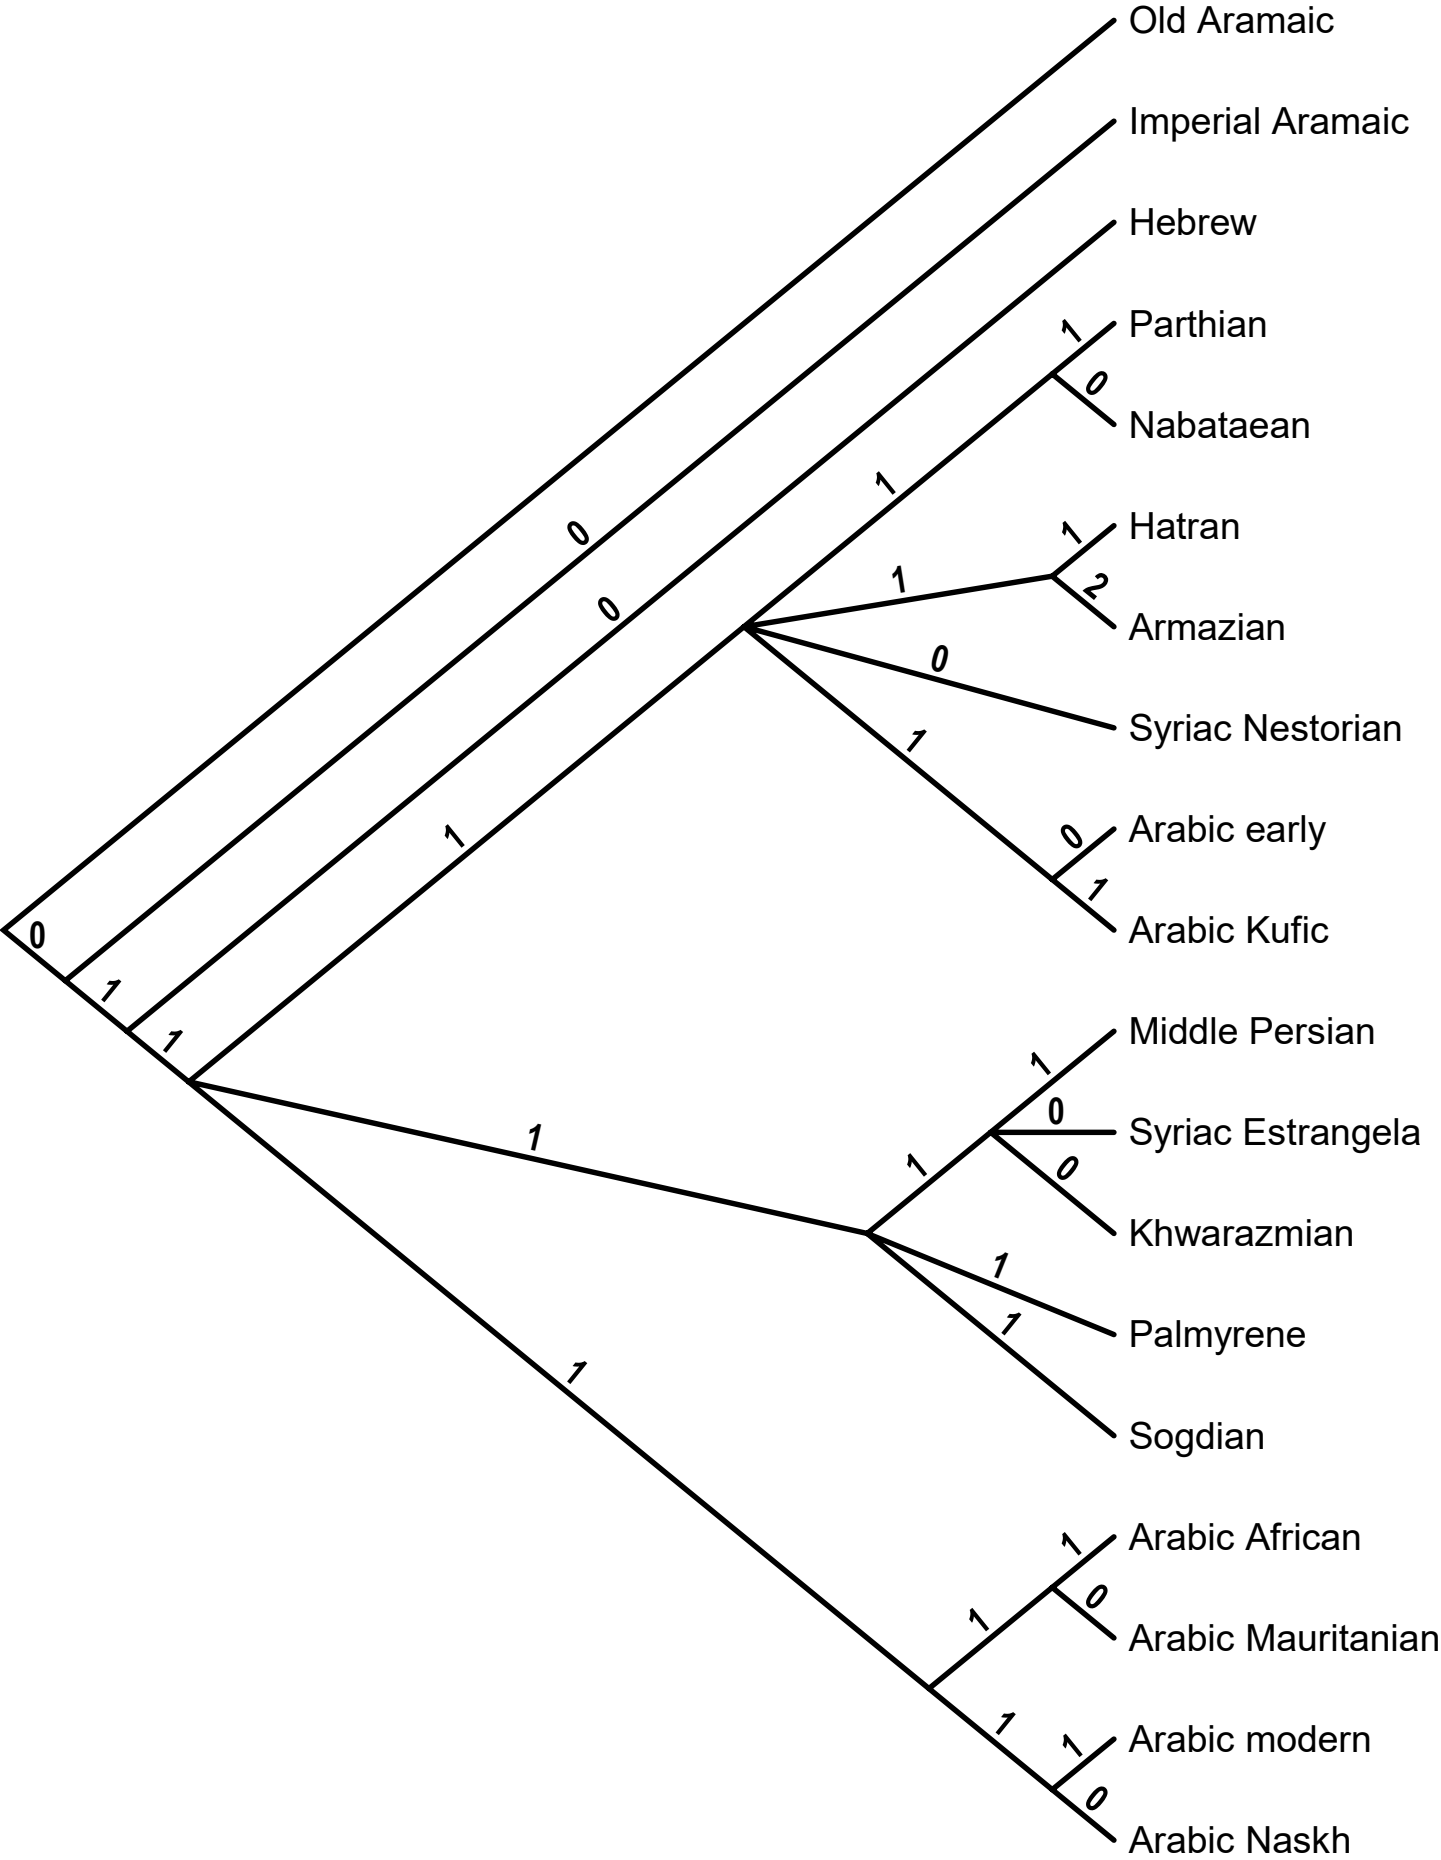 Old Aramaic
Imperial Aramaic
Hebrew
1 Parthian
0 Nabataean
1
0
1 Hatran
1
2 Armazian
0
0 Syriac Nestorian
1
0 Arabic early
1
1 Arabic Kufic
0
1
1
1 Middle Persian
0 Syriac Estrangela
1
1
0 Khwarazmian
1 Palmyrene
1
1 Sogdian
1 Arabic African
0 Arabic Mauritanian
1
1
1 Arabic modern
0 Arabic Naskh